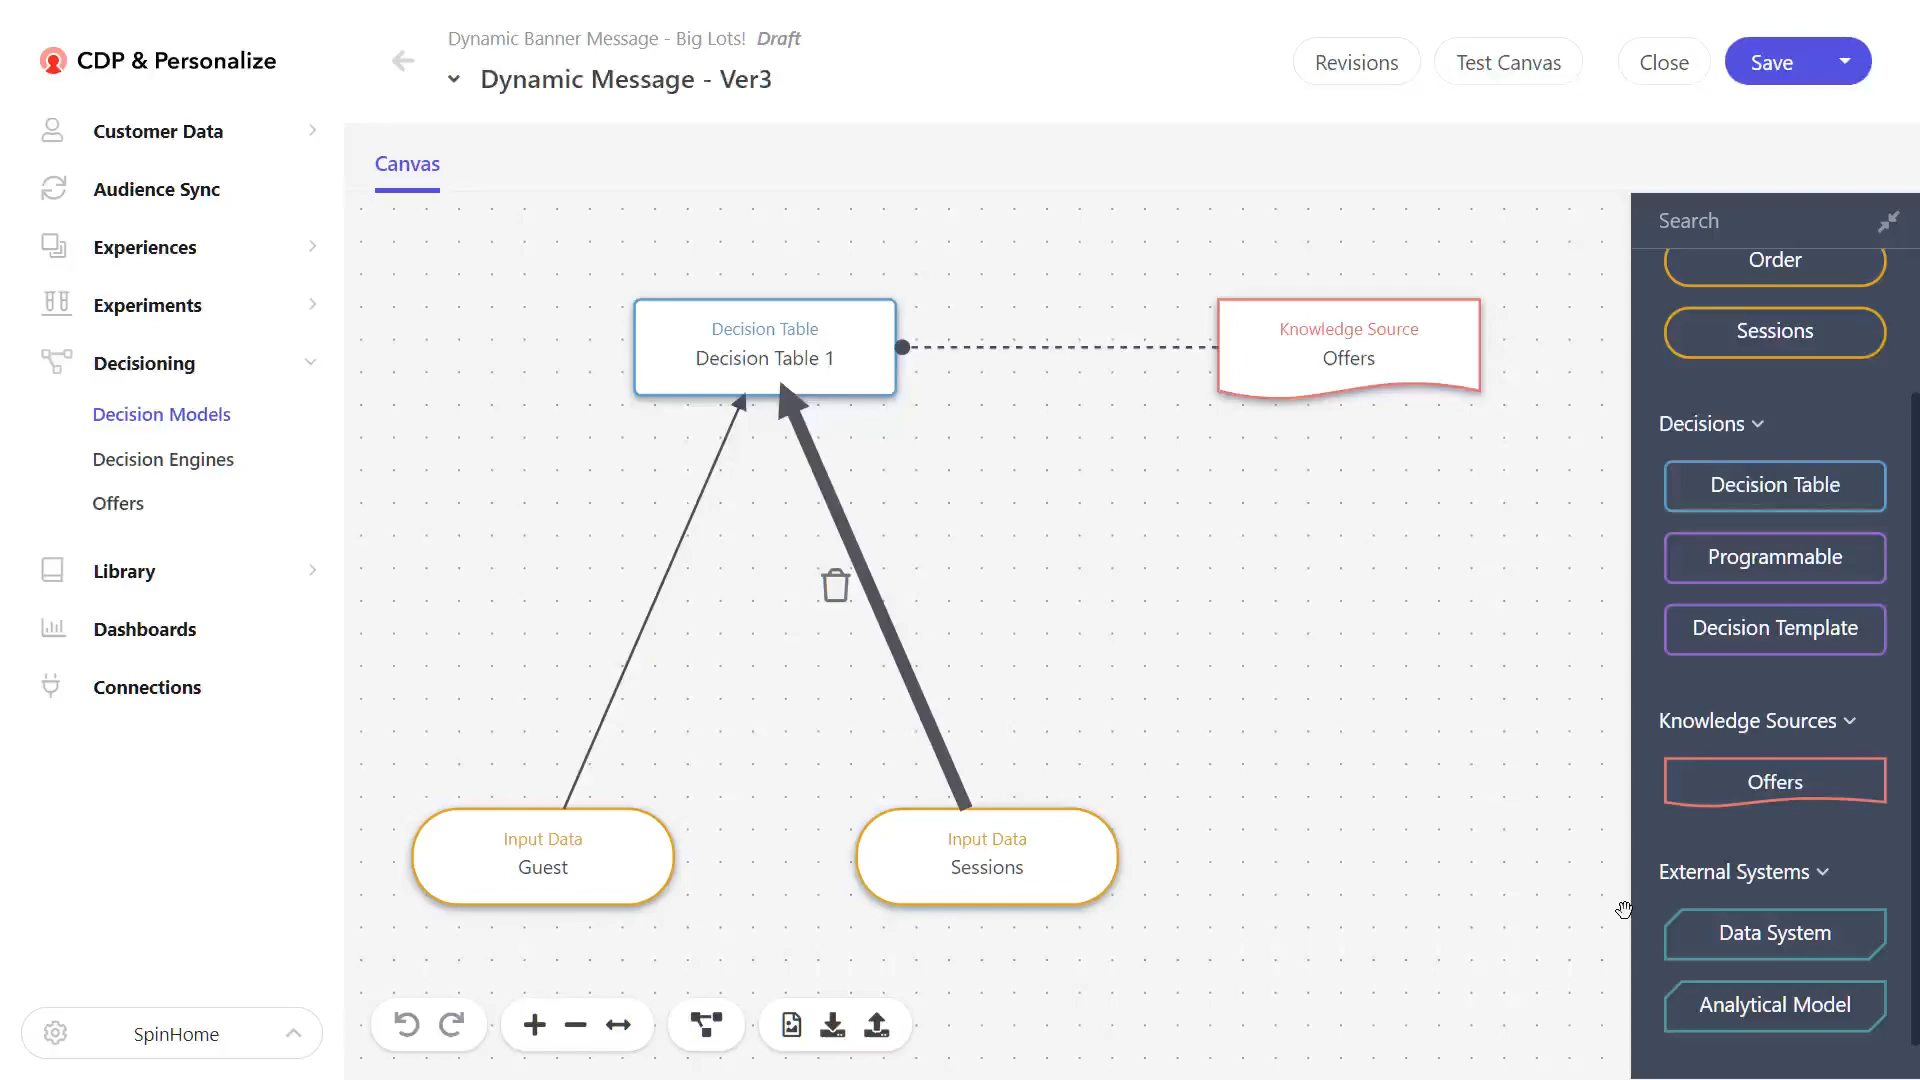 CDP & Personalize
Customer Data
Audience Sync
Experiences
Experiments
Decisioning
Decision Models
Decision Engines
Offers
Library
Dashboards
Connections
SpinHome
Dynamic Banner Message - Big Lots! Draft
Dynamic Message - Ver3
Revisions
Test Canvas
Close
Save
Canvas
Decision Table
Decision Table 1
Knowledge Source
Offers
Input Data
Guest
Input Data
Sessions
Search
Order
Sessions
Decisions
Decision Table
Programmable
Decision Template
Knowledge Sources
Offers
External Systems
Data System
Analytical Model